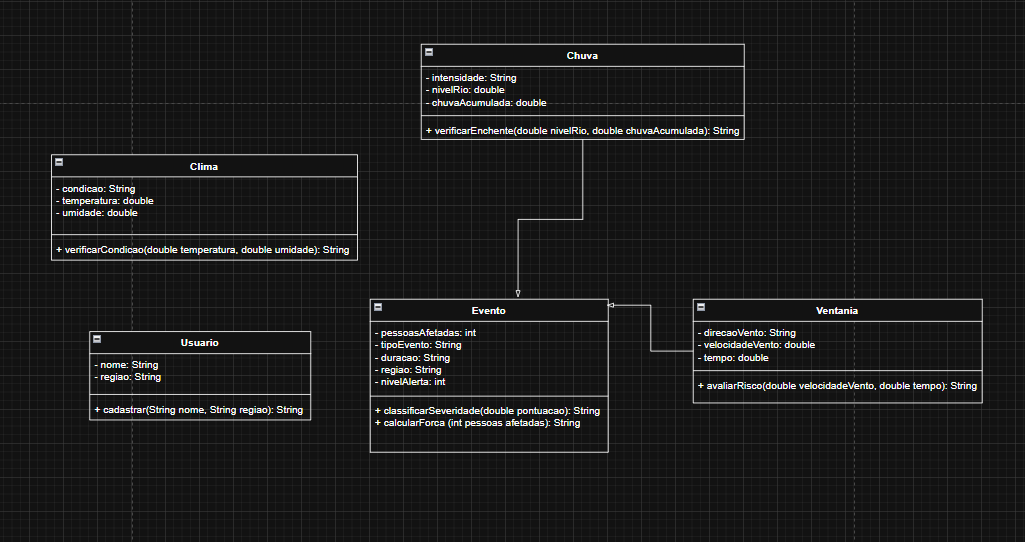 Chuva
- intensidade: String
- nivelRio: double
- chuvaAcumulada: double
+ verificarEnchente(double nivelRio, double chuvaAcumulada): String
Clima
- condicao: String
- temperatura: double
- umidade: double
+ verificarCondicao(double temperatura, double umidade): String
Evento
- pessoasAfetadas: int
- tipoEvento: String
- duracao: String
- regiao: String
- nivelAlerta: int
+ classificarSeveridade(double pontuacao): String
+ calcularForca (int pessoas afetadas): String
Ventania
- direcaoVento: String
- velocidadeVento: double
- tempo: double
+ avaliarRisco(double velocidadeVento, double tempo): String
Usuario
- nome: String
- regiao: String
+ cadastrar(String nome, String regiao): String